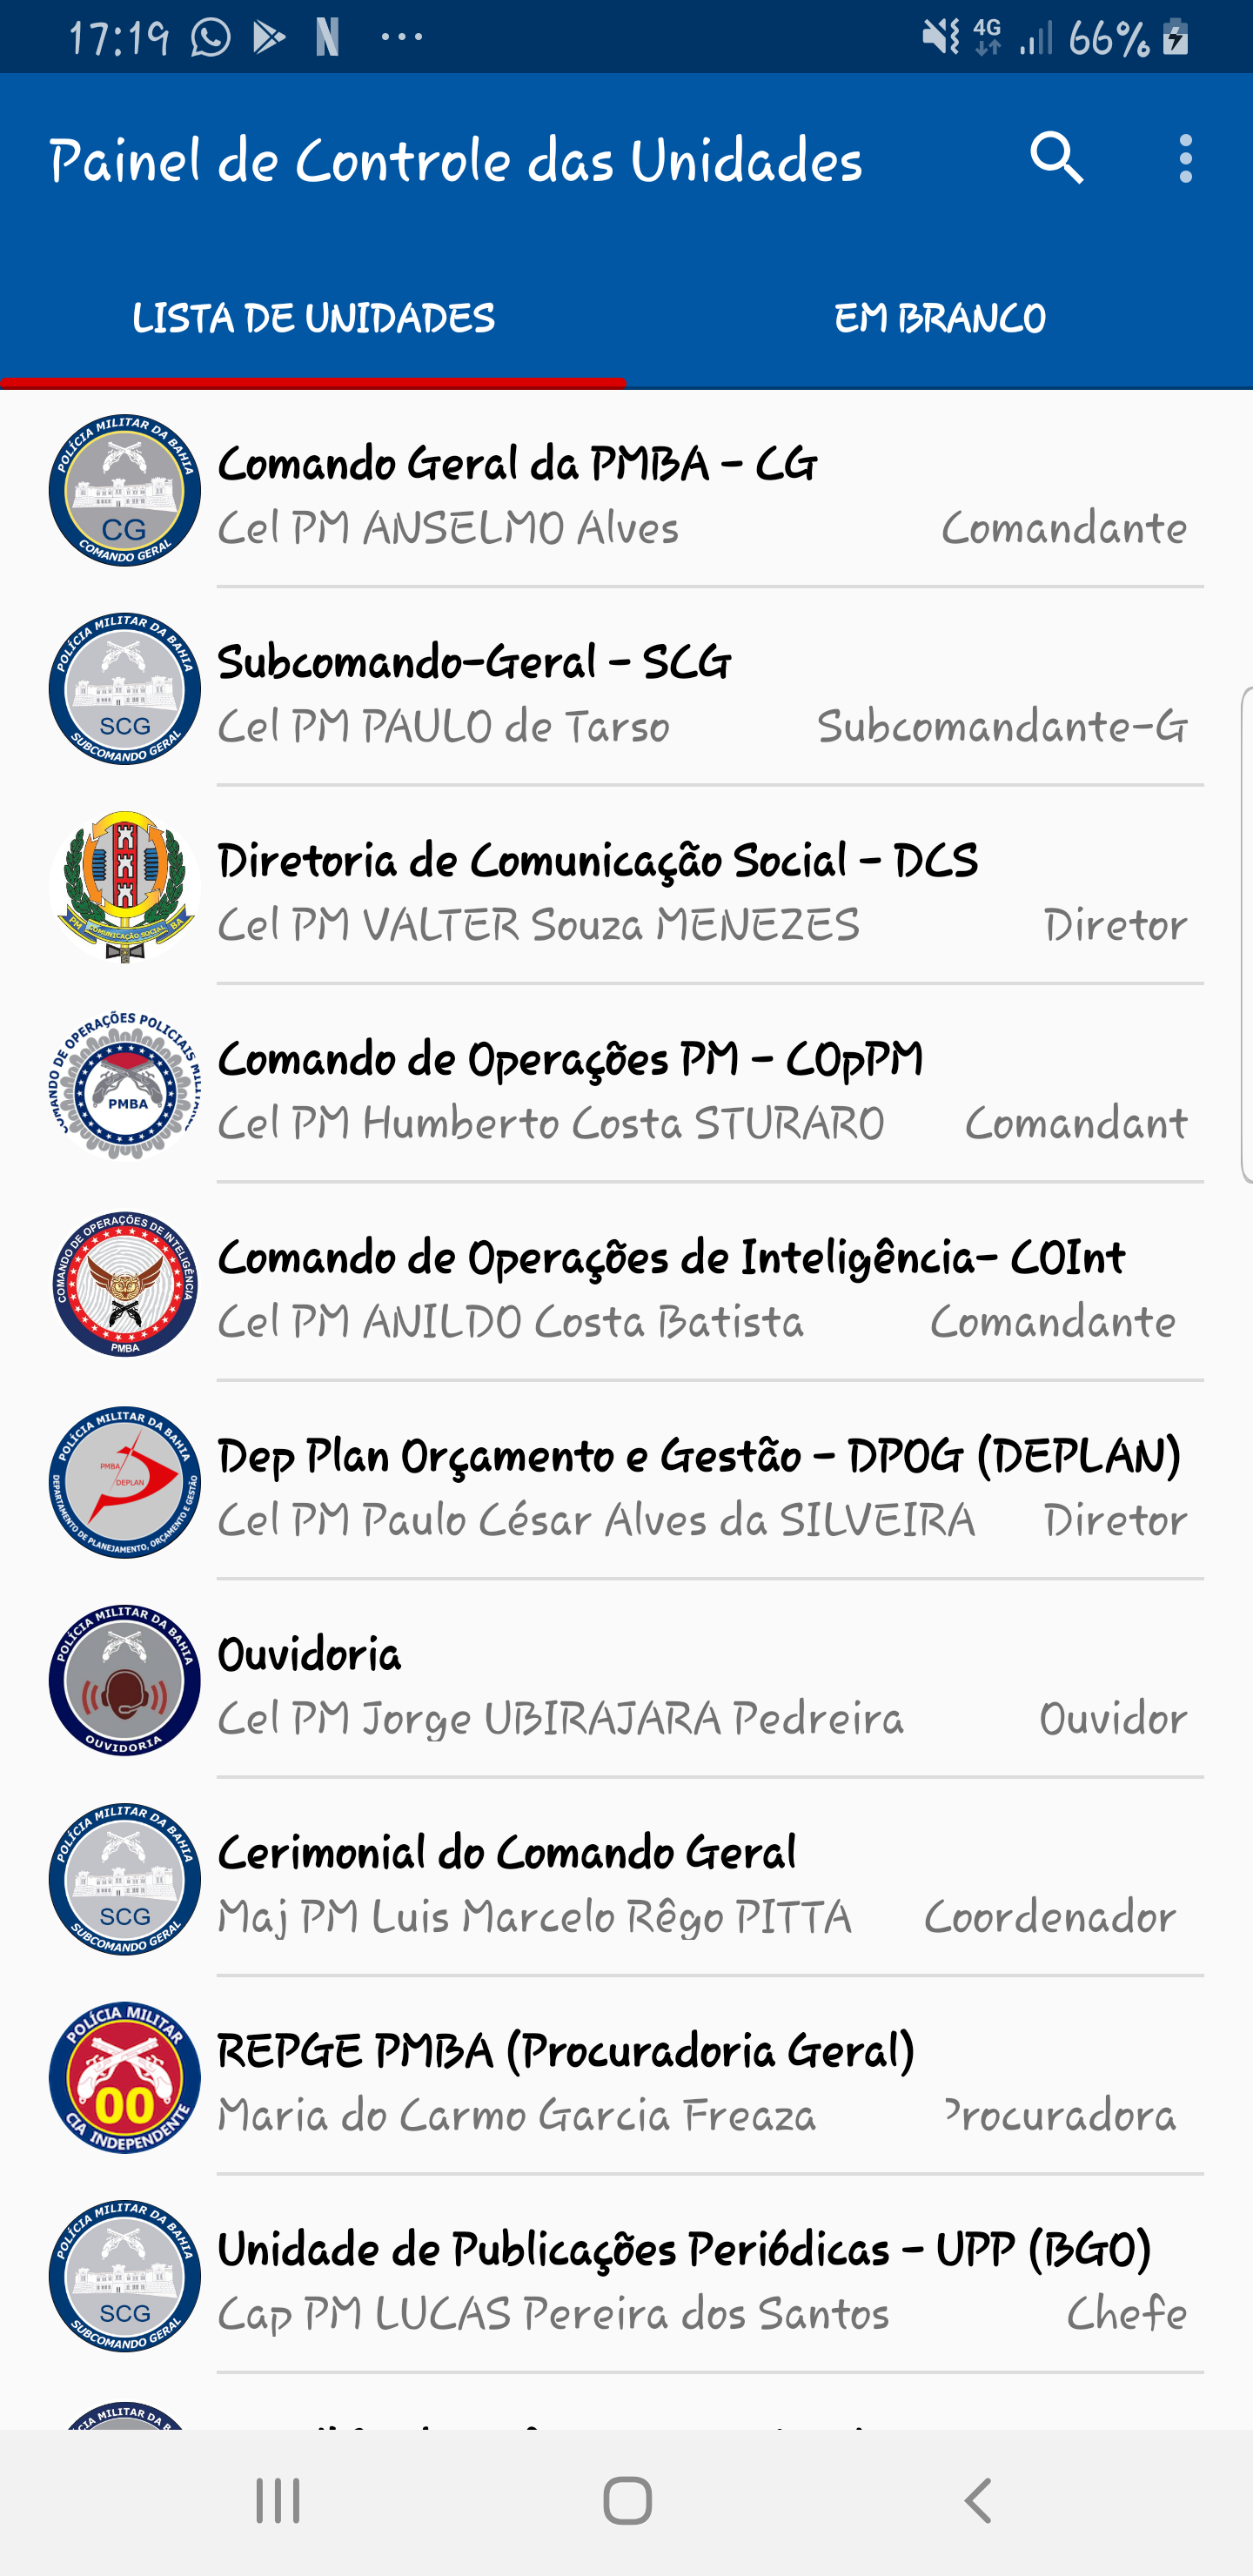 17:19 N ... 4G 66%
Painel de Controle das Unidades
LISTA DE UNIDADES EM BRANCO
POLÍCIA MILITAR DA BAHIA
CG
COMANDO GERAL
Comando Geral da PMBA - CG
Cel PM ANSELMO Alves Comandante
POLÍCIA MILITAR DA BAHIA
SCG
SUBCOMANDO GERAL
Subcomando-Geral - SCG
Cel PM PAULO de Tarso Subcomandante-G
PM COMUNICAÇÃO SOCIAL BA
Diretoria de Comunicação Social - DCS
Cel PM VALTER Souza MENEZES Diretor
OMANDO DE OPERAÇÕES POLICIAIS MILIT
PMBA
Comando de Operações PM - COpPM
Cel PM Humberto Costa STURARO Comandant
COMANDO DE OPERAÇÕES DE INTELIGÊNCIA
PMBA
Comando de Operações de Inteligência- COInt
Cel PM ANILDO Costa Batista Comandante
POLÍCIA MILITAR DA BAHIA
PMBA
DEPLAN
DEPARTAMENTO DE PLANEJAMENTO, ORÇAMENTO E GESTÃO
Dep Plan Orçamento e Gestão - DPOG (DEPLAN)
Cel PM Paulo César Alves da SILVEIRA Diretor
POLÍCIA MILITAR DA BAHIA
OUVIDORIA
Ouvidoria
Cel PM Jorge UBIRAJARA Pedreira Ouvidor
POLÍCIA MILITAR DA BAHIA
SCG
SUBCOMANDO GERAL
Cerimonial do Comando Geral
Maj PM Luis Marcelo Rêgo PITTA Coordenador
POLÍCIA MILITAR
00
CIA INDEPENDENTE
REPGE PMBA (Procuradoria Geral)
Maria do Carmo Garcia Freaza Procuradora
POLÍCIA MILITAR DA BAHIA
SCG
SUBCOMANDO GERAL
Unidade de Publicações Periódicas - UPP (BGO)
Cap PM LUCAS Pereira dos Santos Chefe
CIA MILITAR DA B